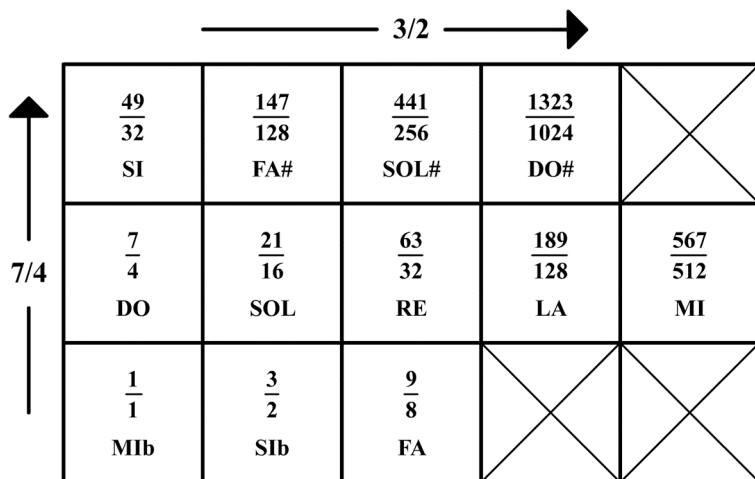 3/2
49/32 147/128 441/256 1323/1024
SI FA# SOL# DO#
7/4
7/4 21/16 63/32 189/128 567/512
DO SOL RE LA MI
1/1 3/2 9/8
MIb SIb FA